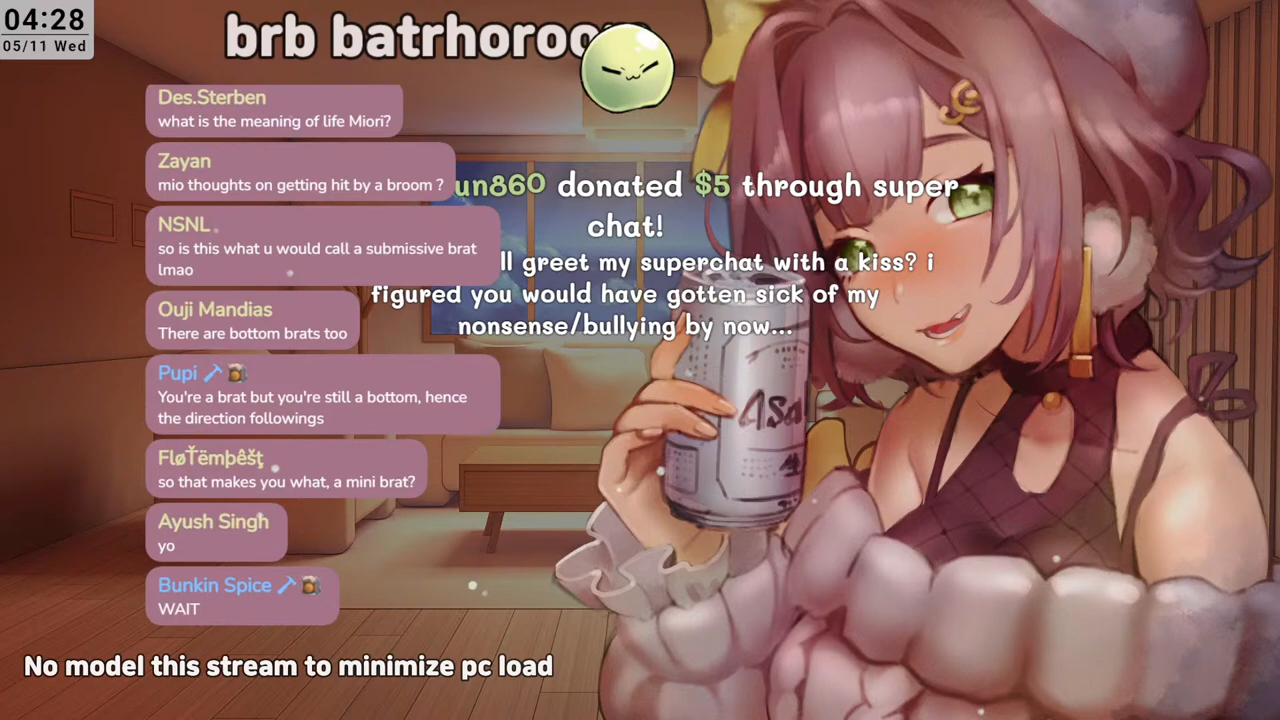 04:28
05/11 Wed
brb
Des.Sterben
what is the meaning of life Miori?
Zayan
mio thoughts on getting hit by a broom ?
NSNL
so is this what u would call a submissive brat
lmao
Ouji Mandias
There are bottom brats too
Pupi
You're a brat but you're still a bottom, hence
the direction followings
FløŤëmþêšţ
so that makes you what, a mini brat?
Ayush Singh
yo
Bunkin Spice
WAIT
un860 donated $5 through super
chat!
ll greet my superchat with a kiss? i
figured you would have gotten sick of my
nonsense/bullying by now...
Asa
No model this stream to minimize pc load